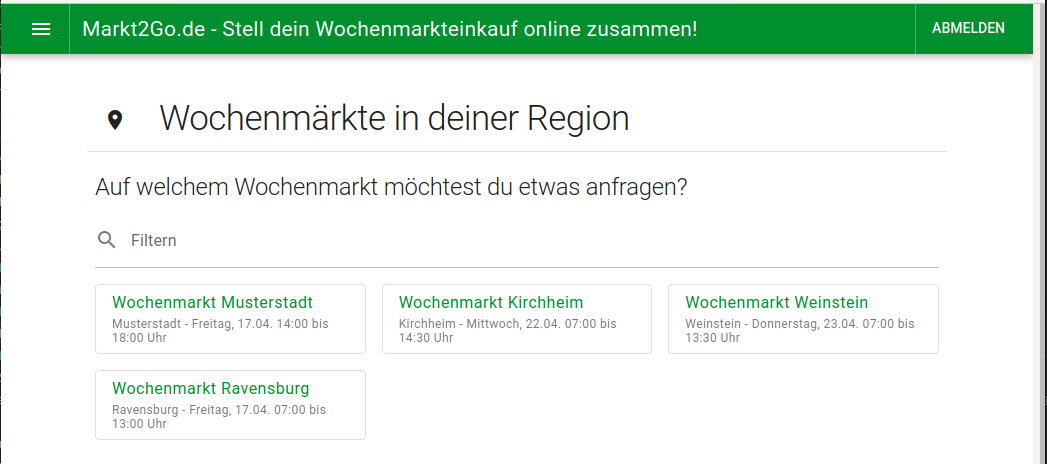 Markt2Go.de - Stell dein Wochenmarkteinkauf online zusammen!
ABMELDEN
Wochenmärkte in deiner Region
Auf welchem Wochenmarkt möchtest du etwas anfragen?
Filtern
Wochenmarkt Musterstadt
Musterstadt - Freitag, 17.04. 14:00 bis
18:00 Uhr
Wochenmarkt Kirchheim
Kirchheim - Mittwoch, 22.04. 07:00 bis
14:30 Uhr
Wochenmarkt Weinstein
Weinstein - Donnerstag, 23.04. 07:00 bis
13:30 Uhr
Wochenmarkt Ravensburg
Ravensburg - Freitag, 17.04. 07:00 bis
13:00 Uhr